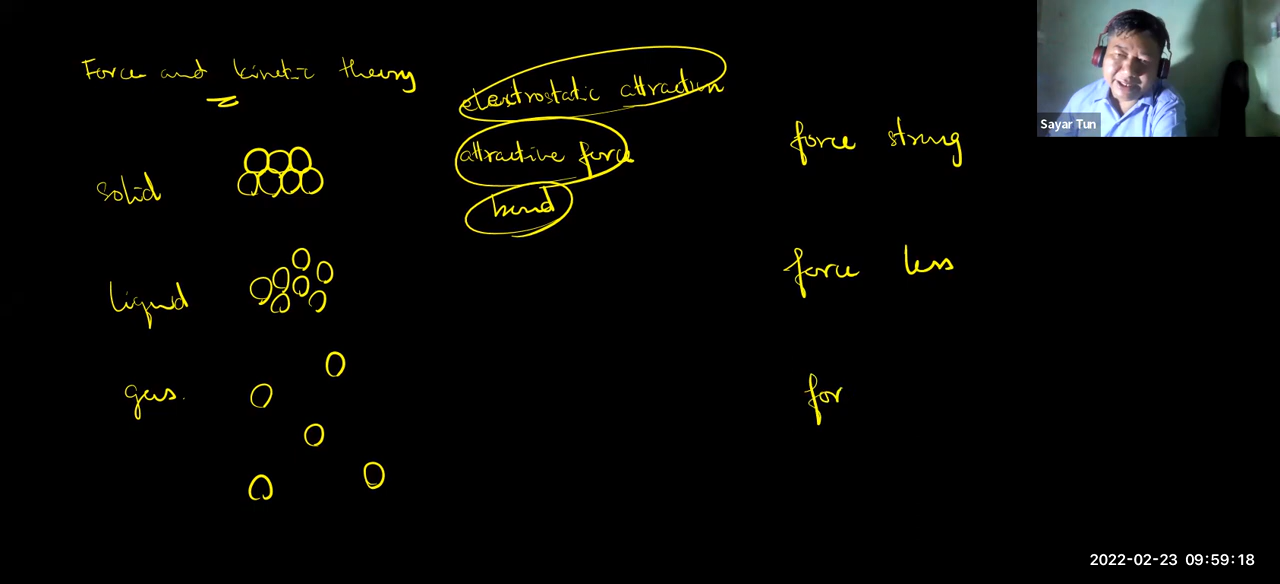 Force and kinetic theory
electrostatic attraction
attractive force
bond
solid
liquid
gas.
force strong
force less
for
Sayar Tun
2022-02-23 09:59:18